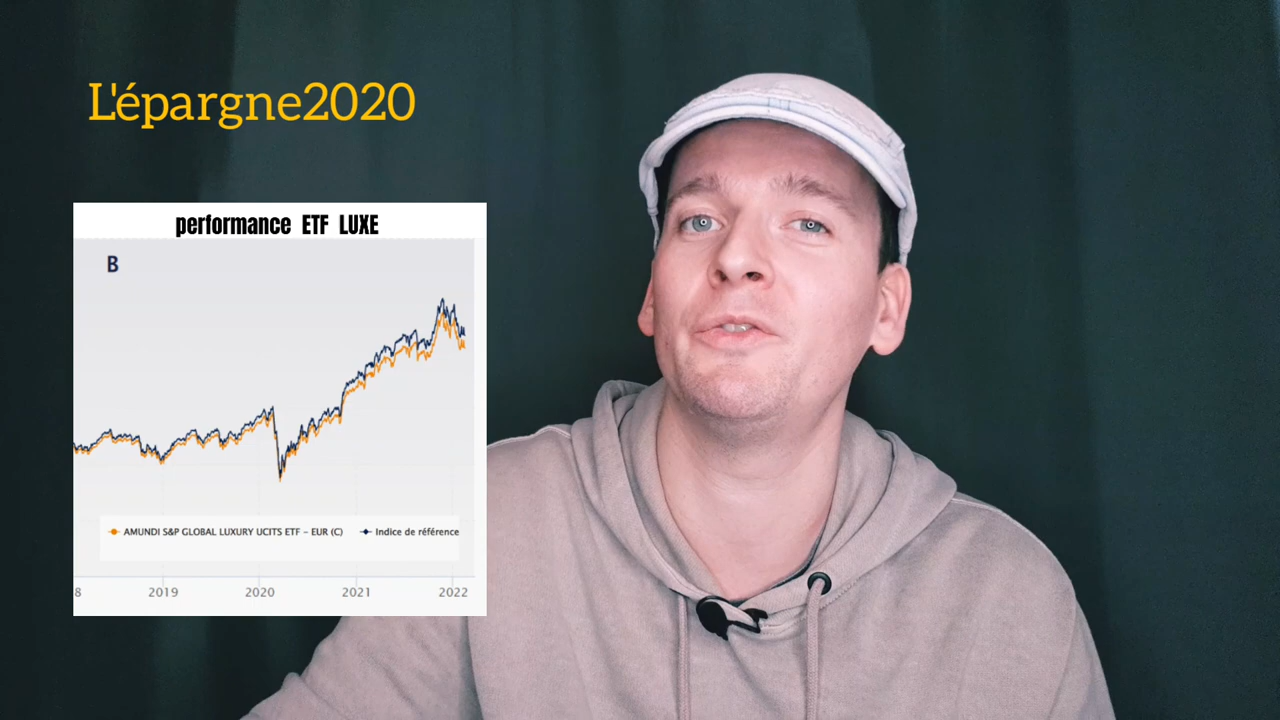 L'épargne2020
performance ETF LUXE
B
AMUNDI S&P GLOBAL LUXURY UCITS ETF – EUR (C) Indice de référence
8 2019 2020 2021 2022